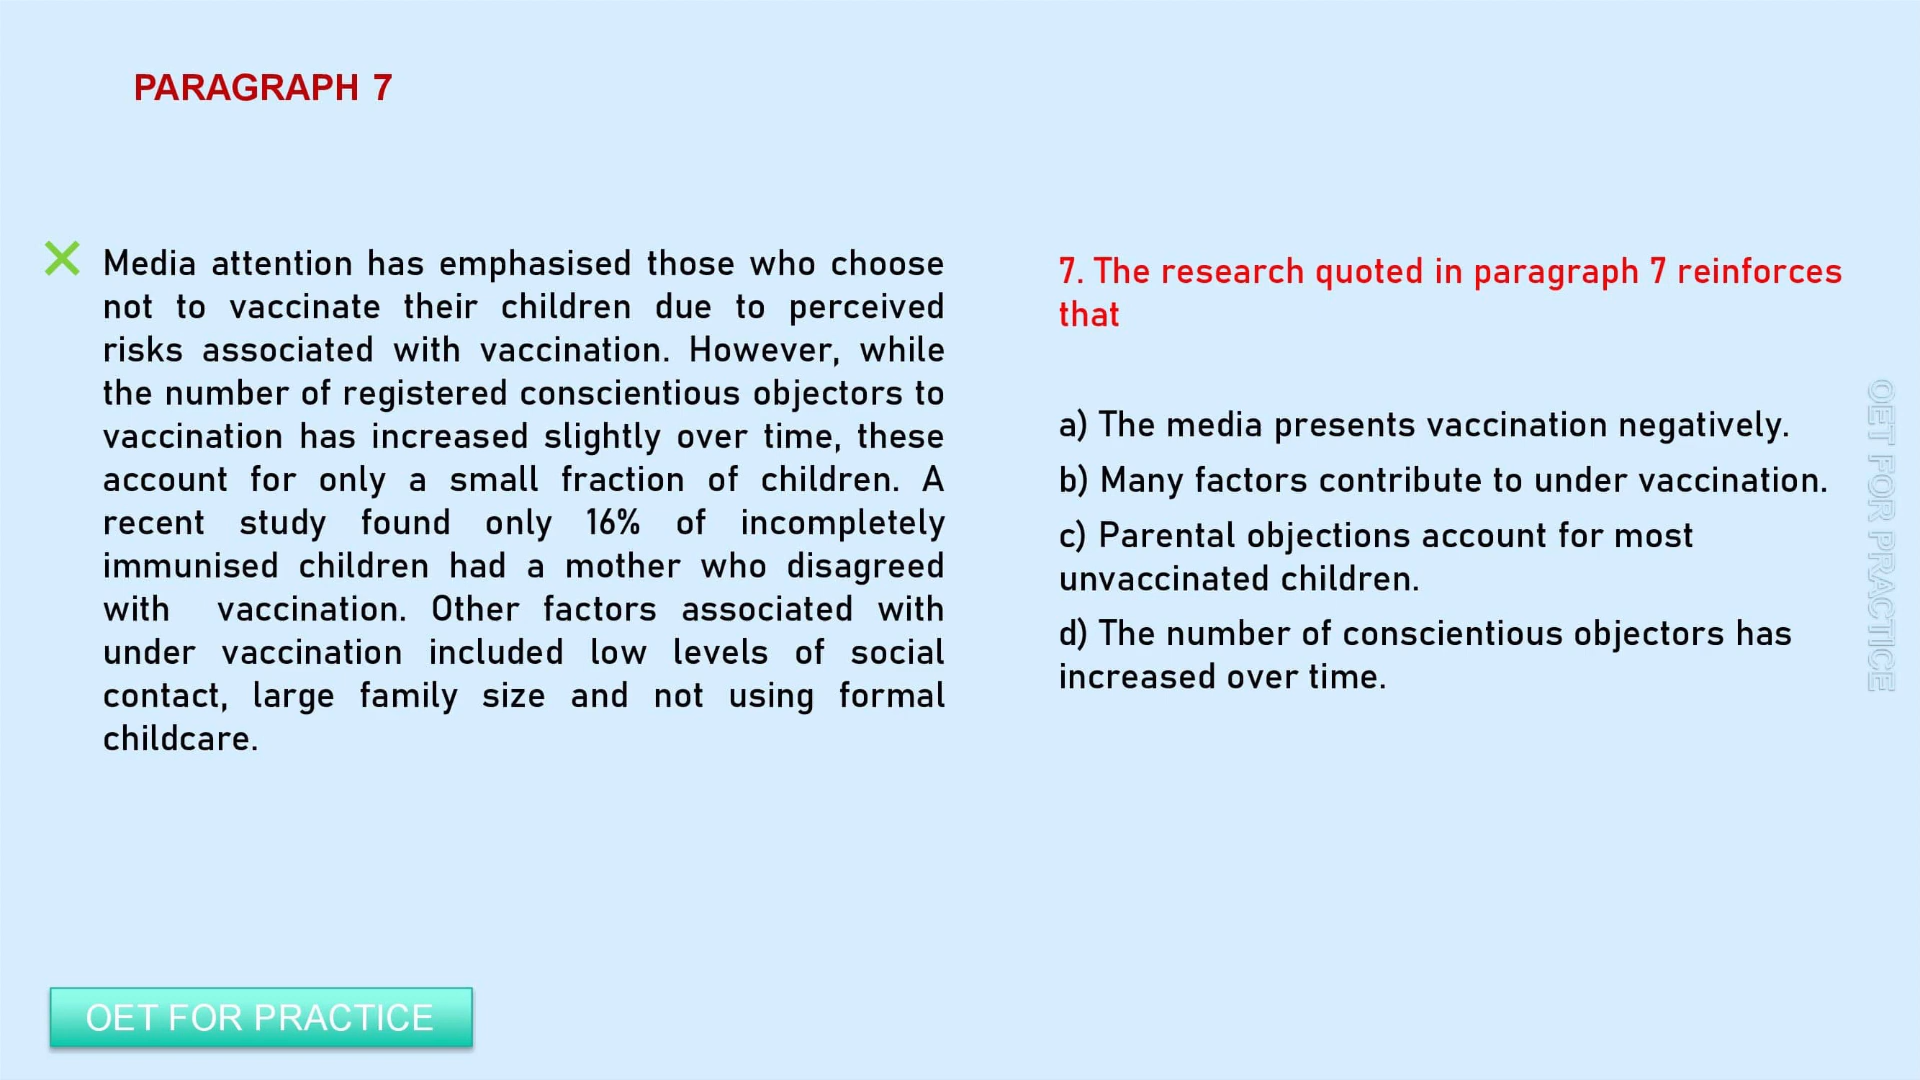 PARAGRAPH 7
Media attention has emphasised those who choose
not to vaccinate their children due to perceived
risks associated with vaccination. However, while
the number of registered conscientious objectors to
vaccination has increased slightly over time, these
account for only a small fraction of children. A
recent study found only 16% of incompletely
immunised children had a mother who disagreed
with vaccination. Other factors associated with
under vaccination included low levels of social
contact, large family size and not using formal
childcare.
7. The research quoted in paragraph 7 reinforces
that
a) The media presents vaccination negatively.
b) Many factors contribute to under vaccination.
c) Parental objections account for most
unvaccinated children.
d) The number of conscientious objectors has
increased over time.
OET FOR PRACTICE
OET FOR PRACTICE